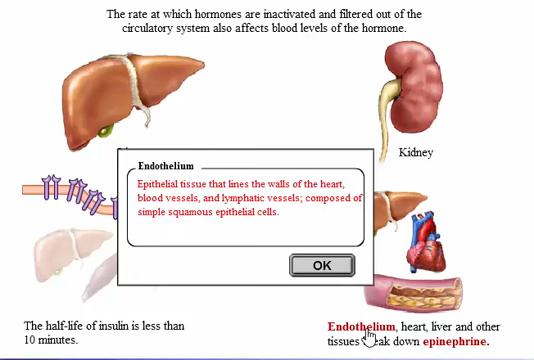 The rate at which hormones are inactivated and filtered out of the
circulatory system also affects blood levels of the hormone.
Kidney
Endothelium
Epithelial tissue that lines the walls of the heart,
blood vessels, and lymphatic vessels; composed of
simple squamous epithelial cells.
OK
The half-life of insulin is less than
10 minutes.
Endothelium, heart, liver and other
tissues down epinephrine.